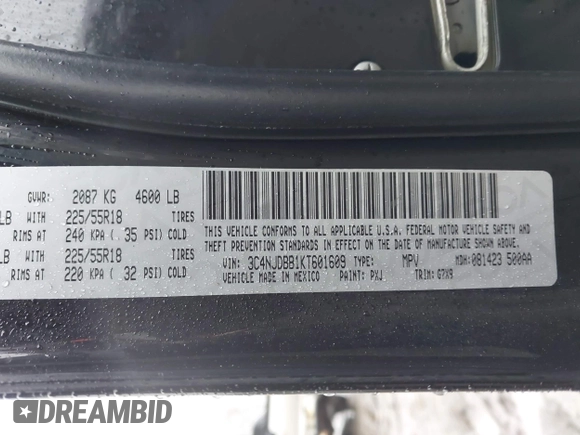 GVWR: 2087 KG 4600 LB
LB WITH 225/55R18 TIRES
RIMS AT 240 KPA ( 35 PSI) COLD
LB WITH 225/55R18 TIRES
RIMS AT 220 KPA ( 32 PSI) COLD
THIS VEHICLE CONFORMS TO ALL APPLICABLE U.S.A. FEDERAL MOTOR VEHICLE SAFETY
AND THEFT PREVENTION STANDARDS IN EFFECT ON THE DATE OF MANUFACTURE SHOWN ABOVE.
VIN: 3C4NJDBB1KT601609 TYPE: MPV MDH: 081423 500AA
VEHICLE MADE IN MEXICO PAINT: PXJ TRIM: G7X9
DREAMBID